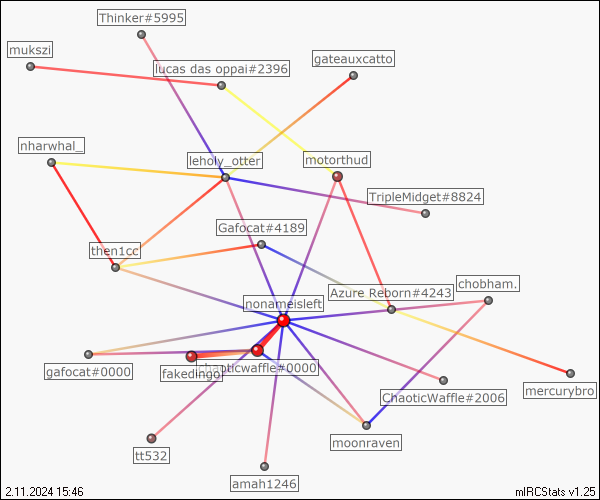 Thinker#5995
mukszi
gateauxcatto
lucas das oppai#2396
nharwhal_
leholy_otter
motorthud
TripleMidget#8824
Gafocat#4189
then1cc
chobham.
Azure Reborn#4243
nonameisleft
gafocat#0000
fakedingo
chaoticwaffle#0000
mercurybro
ChaoticWaffle#2006
moonraven
tt532
amah1246
2.11.2024 15:46
mIRCStats v1.25